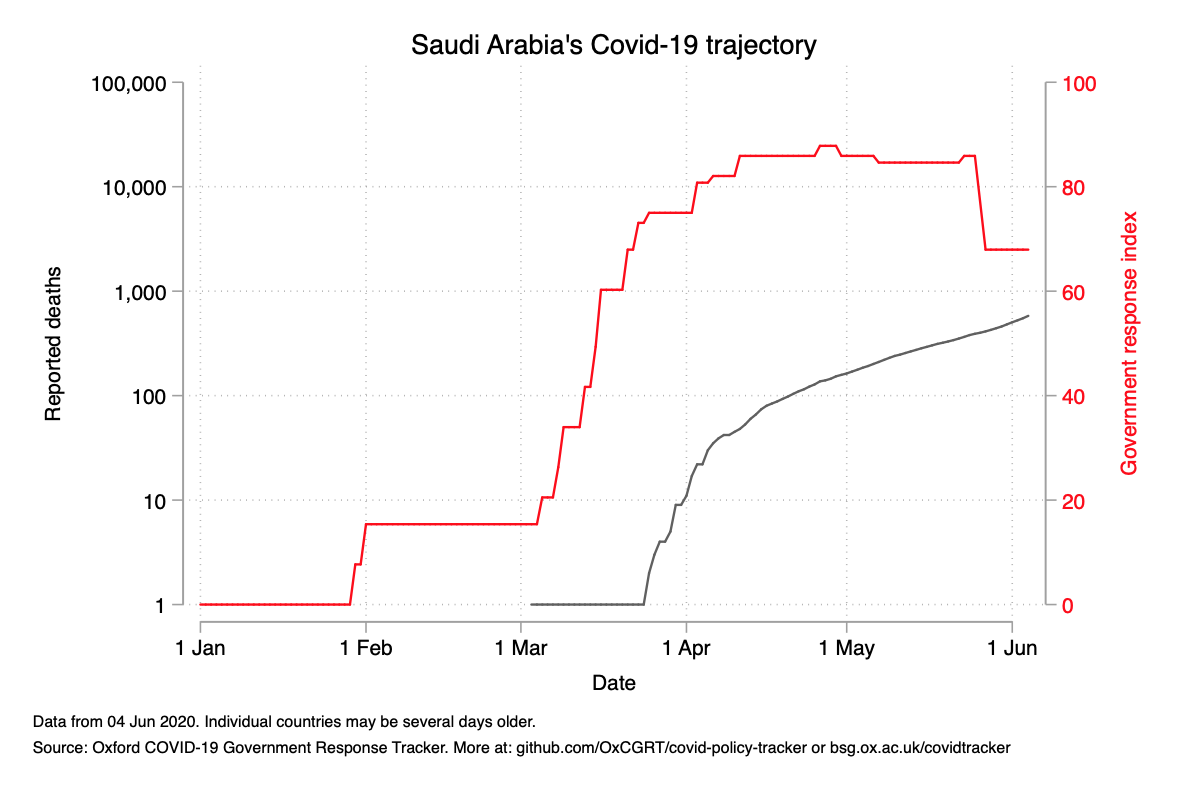 Saudi Arabia's Covid-19 trajectory
100,000
10,000
1,000
100
10
1
Reported deaths
100
80
60
40
20
0
Government response index
1 Jan 1 Feb 1 Mar 1 Apr 1 May 1 Jun
Date
Data from 04 Jun 2020. Individual countries may be several days older.
Source: Oxford COVID-19 Government Response Tracker. More at: github.com/OxCGRT/covid-policy-tracker or bsg.ox.ac.uk/covidtracker